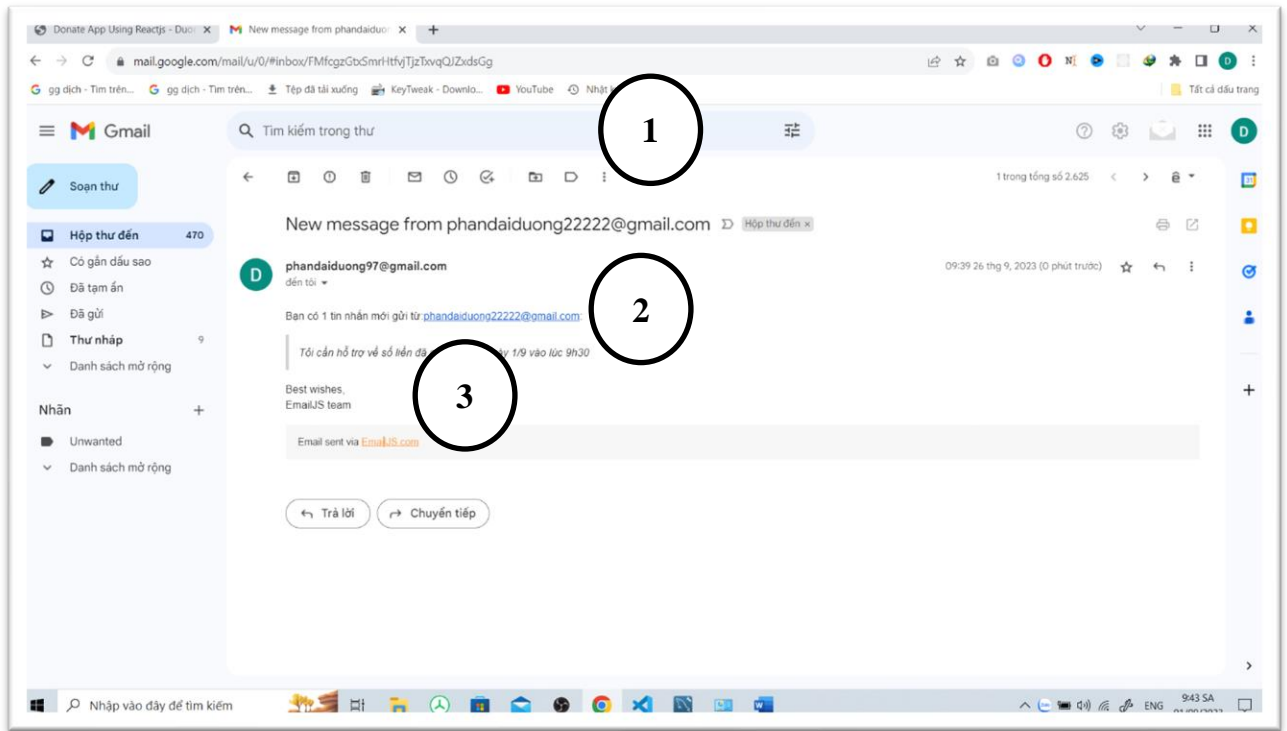 Donate App Using Reactjs - Duo
New message from phandaiduon
mail.google.com/mail/u/0/#inbox/FMfcgzGtxSmrHtfvjTjzTxvqQJZxdsGg
gg dịch - Tìm trên...
gg dịch - Tìm trên...
Tệp đã tải xuống
KeyTweak - Downlo...
YouTube
Nhật
Tất cả dấu trang
1
Gmail
Tìm kiếm trong thư
D
Soạn thư
1 trong tổng số 2.625
Hộp thư đến 470
Có gắn dấu sao
Đã tạm ẩn
Đã gửi
Thư nháp 9
Danh sách mở rộng
Nhãn
Unwanted
Danh sách mở rộng
New message from phandaiduong22222@gmail.com Hộp thư đến ×
D
phandaiduong97@gmail.com
09:39 26 thg 9, 2023 (0 phút trước)
đến tôi
Bạn có 1 tin nhắn mới gửi từ phandaiduong22222@gmail.com:
2
Tôi cần hỗ trợ về số tiền đã 1/9 vào lúc 9h30
3
Best wishes,
EmailJS team
Email sent via EmailJS.com
Trả lời
Chuyển tiếp
Nhập vào đây để tìm kiếm
ENG
9:43 SA